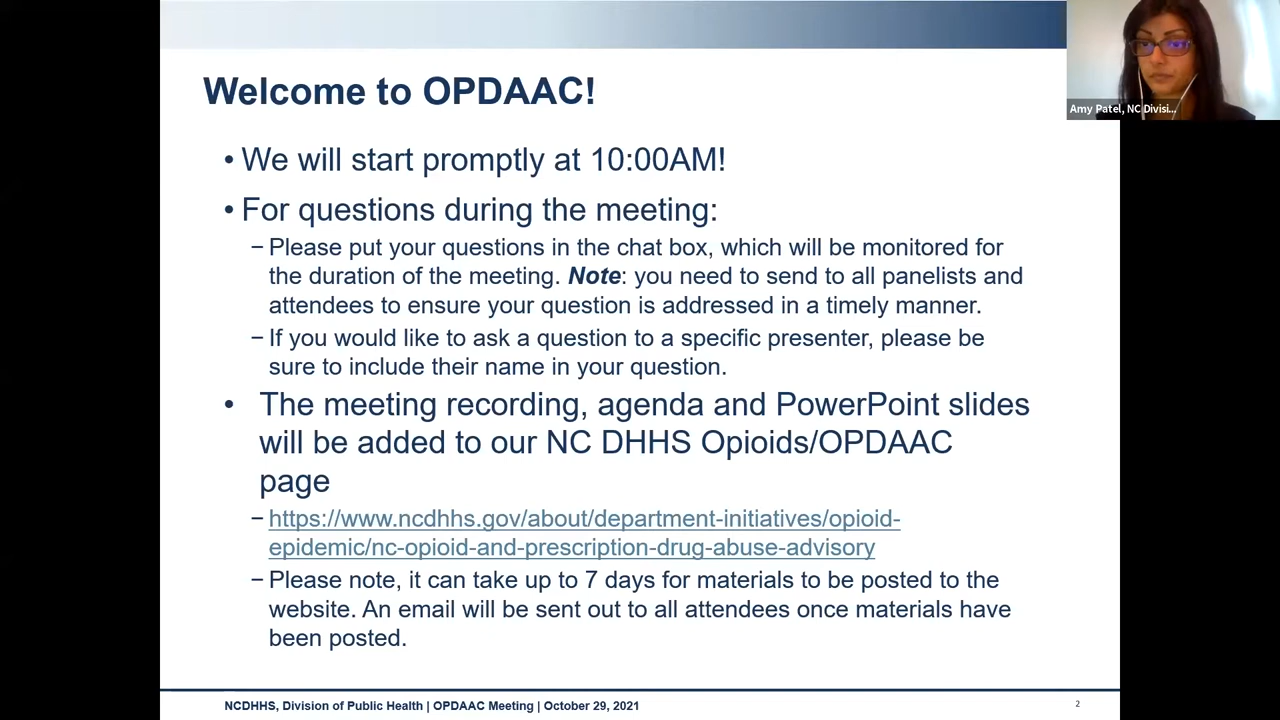 Welcome to OPDAAC!
• We will start promptly at 10:00AM!
• For questions during the meeting:
− Please put your questions in the chat box, which will be monitored for
the duration of the meeting. Note: you need to send to all panelists and
attendees to ensure your question is addressed in a timely manner.
− If you would like to ask a question to a specific presenter, please be
sure to include their name in your question.
• The meeting recording, agenda and PowerPoint slides
will be added to our NC DHHS Opioids/OPDAAC
page
− https://www.ncdhhs.gov/about/department-initiatives/opioid-
epidemic/nc-opioid-and-prescription-drug-abuse-advisory
− Please note, it can take up to 7 days for materials to be posted to the
website. An email will be sent out to all attendees once materials have
been posted.
NCDHHS, Division of Public Health | OPDAAC Meeting | October 29, 2021
2
Amy Patel, NC Divisi...